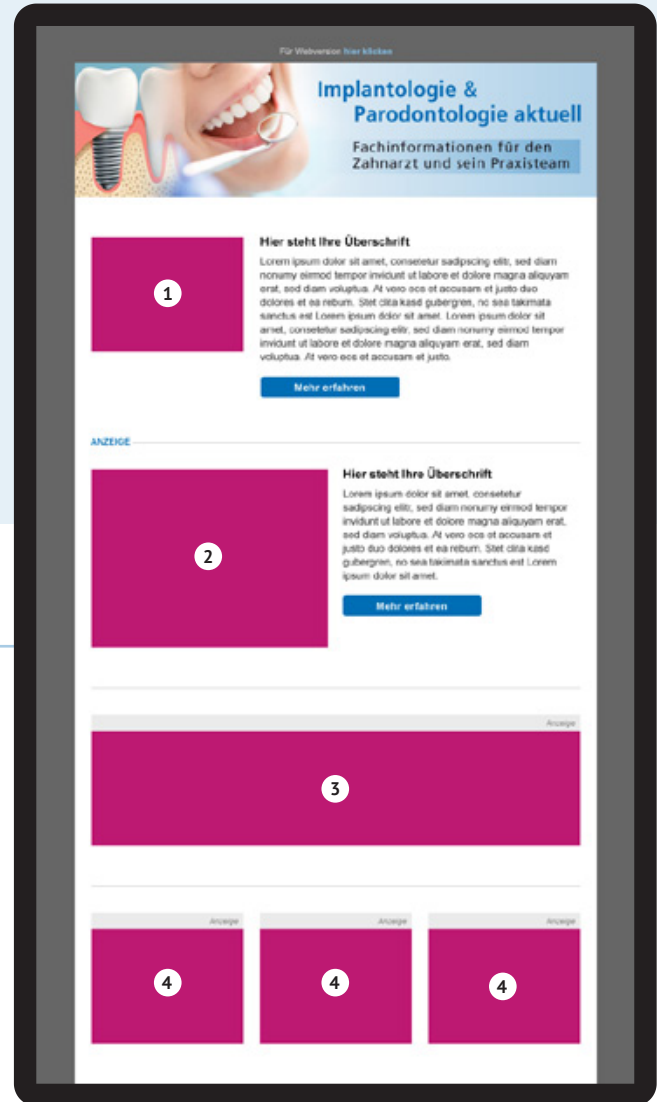 Für Webversion hier klicken
Implantologie &
Parodontologie aktuell
Fachinformationen für den
Zahnarzt und sein Praxisteam
Hier steht Ihre Überschrift
Lorem ipsum dolor sit amet, consetetur sadipscing elitr, sed diam
nonumy eirmod tempor invidunt ut labore et dolore magna aliquyam
erat, sed diam voluptua. At vero eos et accusam et justo duo
dolores et ea rebum. Stet clita kasd gubergren, no sea takimata
sanctus est Lorem ipsum dolor sit amet. Lorem ipsum dolor sit
amet, consetetur sadipscing elitr, sed diam nonumy eirmod tempor
invidunt ut labore et dolore magna aliquyam erat, sed diam
voluptua. At vero eos et accusam et justo.
1
Mehr erfahren
ANZEIGE
Hier steht Ihre Überschrift
Lorem ipsum dolor sit amet, consetetur
sadipscing elitr, sed diam nonumy eirmod tempor
invidunt ut labore et dolore magna aliquyam erat,
sed diam voluptua. At vero eos et accusam et
justo duo dolores et ea rebum. Stet clita kasd
gubergren, no sea takimata sanctus est Lorem
ipsum dolor sit amet.
2
Mehr erfahren
Anzeige
3
Anzeige Anzeige Anzeige
4 4 4